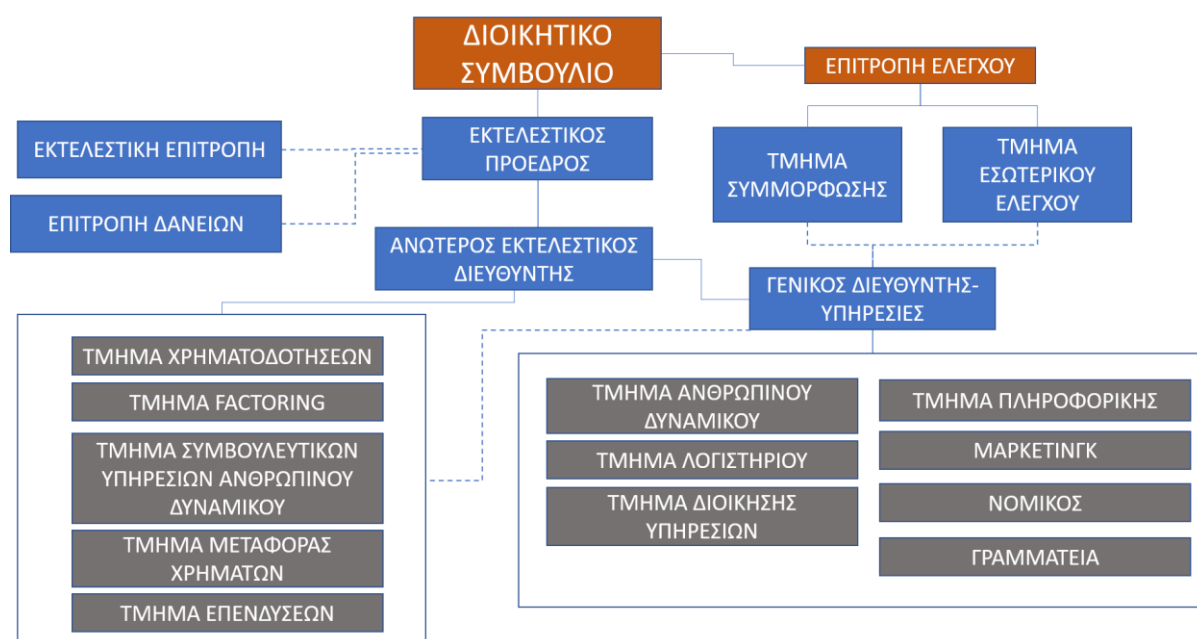 ΔΙΟΙΚΗΤΙΚΟ
ΣΥΜΒΟΥΛΙΟ
ΕΠΙΤΡΟΠΗ ΕΛΕΓΧΟΥ
ΕΚΤΕΛΕΣΤΙΚΗ ΕΠΙΤΡΟΠΗ
ΕΚΤΕΛΕΣΤΙΚΟΣ
ΠΡΟΕΔΡΟΣ
ΤΜΗΜΑ
ΣΥΜΜΟΡΦΩΣΗΣ
ΤΜΗΜΑ
ΕΣΩΤΕΡΙΚΟΥ
ΕΛΕΓΧΟΥ
ΕΠΙΤΡΟΠΗ ΔΑΝΕΙΩΝ
ΑΝΩΤΕΡΟΣ ΕΚΤΕΛΕΣΤΙΚΟΣ
ΔΙΕΥΘΥΝΤΗΣ
ΓΕΝΙΚΟΣ ΔΙΕΥΘΥΝΤΗΣ-
ΥΠΗΡΕΣΙΕΣ
ΤΜΗΜΑ ΧΡΗΜΑΤΟΔΟΤΗΣΕΩΝ
ΤΜΗΜΑ FACTORING
ΤΜΗΜΑ ΣΥΜΒΟΥΛΕΥΤΙΚΩΝ
ΥΠΗΡΕΣΙΩΝ ΑΝΘΡΩΠΙΝΟΥ
ΔΥΝΑΜΙΚΟΥ
ΤΜΗΜΑ ΜΕΤΑΦΟΡΑΣ
ΧΡΗΜΑΤΩΝ
ΤΜΗΜΑ ΕΠΕΝΔΥΣΕΩΝ
ΤΜΗΜΑ ΑΝΘΡΩΠΙΝΟΥ
ΔΥΝΑΜΙΚΟΥ
ΤΜΗΜΑ ΛΟΓΙΣΤΗΡΙΟΥ
ΤΜΗΜΑ ΔΙΟΙΚΗΣΗΣ
ΥΠΗΡΕΣΙΩΝ
ΤΜΗΜΑ ΠΛΗΡΟΦΟΡΙΚΗΣ
ΜΑΡΚΕΤΙΝΓΚ
ΝΟΜΙΚΟΣ
ΓΡΑΜΜΑΤΕΙΑ